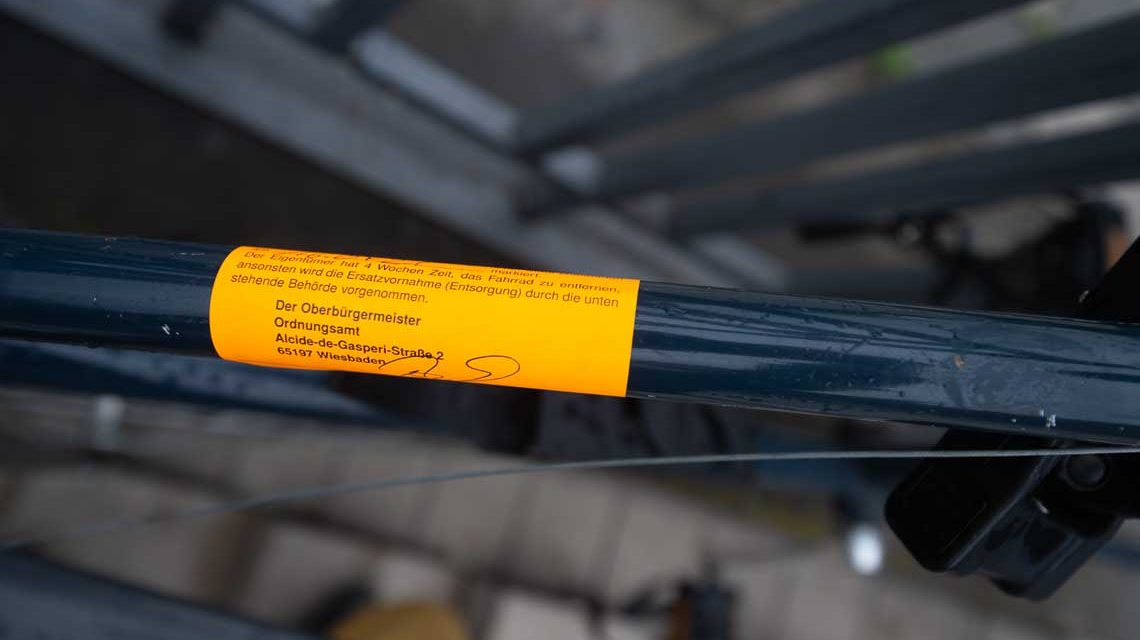 markiert.
Der Eigentümer hat 4 Wochen Zeit, das Fahrrad zu entfernen,
ansonsten wird die Ersatzvornahme (Entsorgung) durch die unten
stehende Behörde vorgenommen.
Der Oberbürgermeister
Ordnungsamt
Alcide-de-Gasperi-Straße 2
65197 Wiesbaden